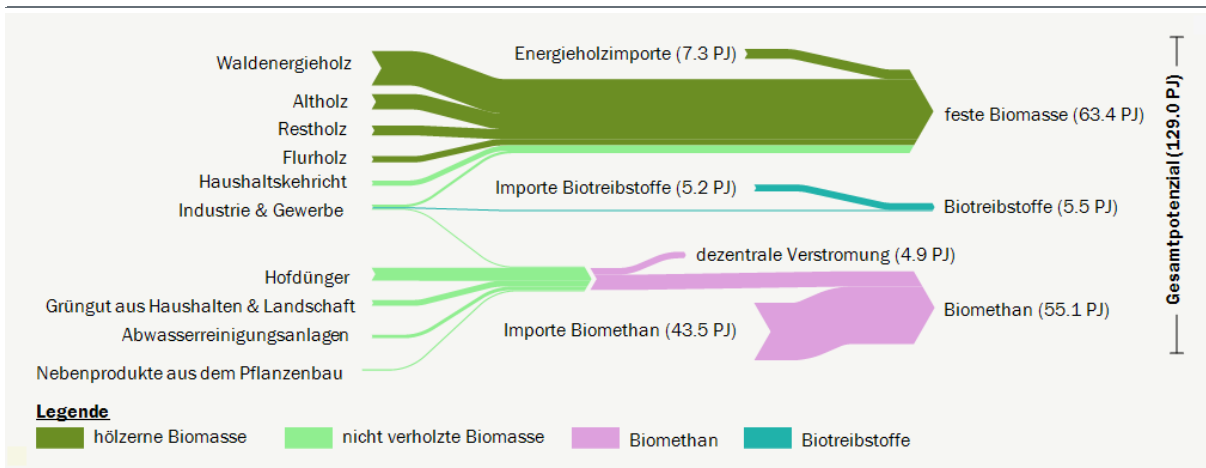 Waldenergieholz
Altholz
Restholz
Flurholz
Haushaltskehricht
Industrie & Gewerbe
Hofdünger
Grüngut aus Haushalten & Landschaft
Abwasserreinigungsanlagen
Nebenprodukte aus dem Pflanzenbau
Energieholzimporte (7.3 PJ)
Importe Biotreibstoffe (5.2 PJ)
dezentrale Verstromung (4.9 PJ)
Importe Biomethan (43.5 PJ)
feste Biomasse (63.4 PJ)
Biotreibstoffe (5.5 PJ)
Biomethan (55.1 PJ)
Gesamtpotenzial (129.0 PJ)
Legende
hölzerne Biomasse
nicht verholzte Biomasse
Biomethan
Biotreibstoffe